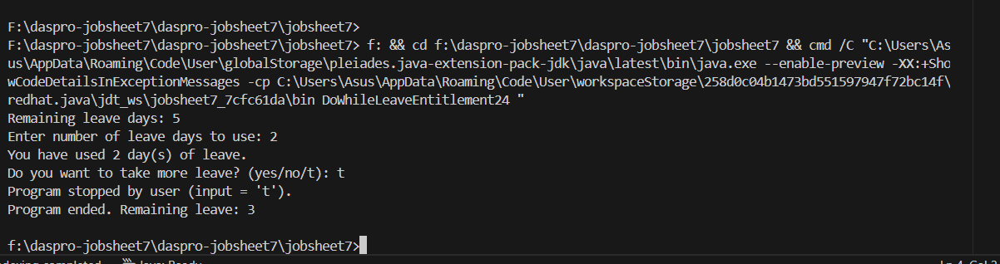 F:\daspro-jobsheet7\daspro-jobsheet7\jobsheet7>
F:\daspro-jobsheet7\daspro-jobsheet7\jobsheet7> f: && cd f:\daspro-jobsheet7\daspro-jobsheet7\jobsheet7 && cmd /C "C:\Users\As
us\AppData\Roaming\Code\User\globalStorage\pleiades.java-extension-pack-jdk\java\latest\bin\java.exe --enable-preview -XX:+Sho
wCodeDetailsInExceptionMessages -cp C:\Users\Asus\AppData\Roaming\Code\User\workspaceStorage\258d0c04b1473bd551597947f72bc14f\
redhat.java\jdt_ws\jobsheet7_7cfc61da\bin DoWhileLeaveEntitlement24 "
Remaining leave days: 5
Enter number of leave days to use: 2
You have used 2 day(s) of leave.
Do you want to take more leave? (yes/no/t): t
Program stopped by user (input = 't').
Program ended. Remaining leave: 3
f:\daspro-jobsheet7\daspro-jobsheet7\jobsheet7>